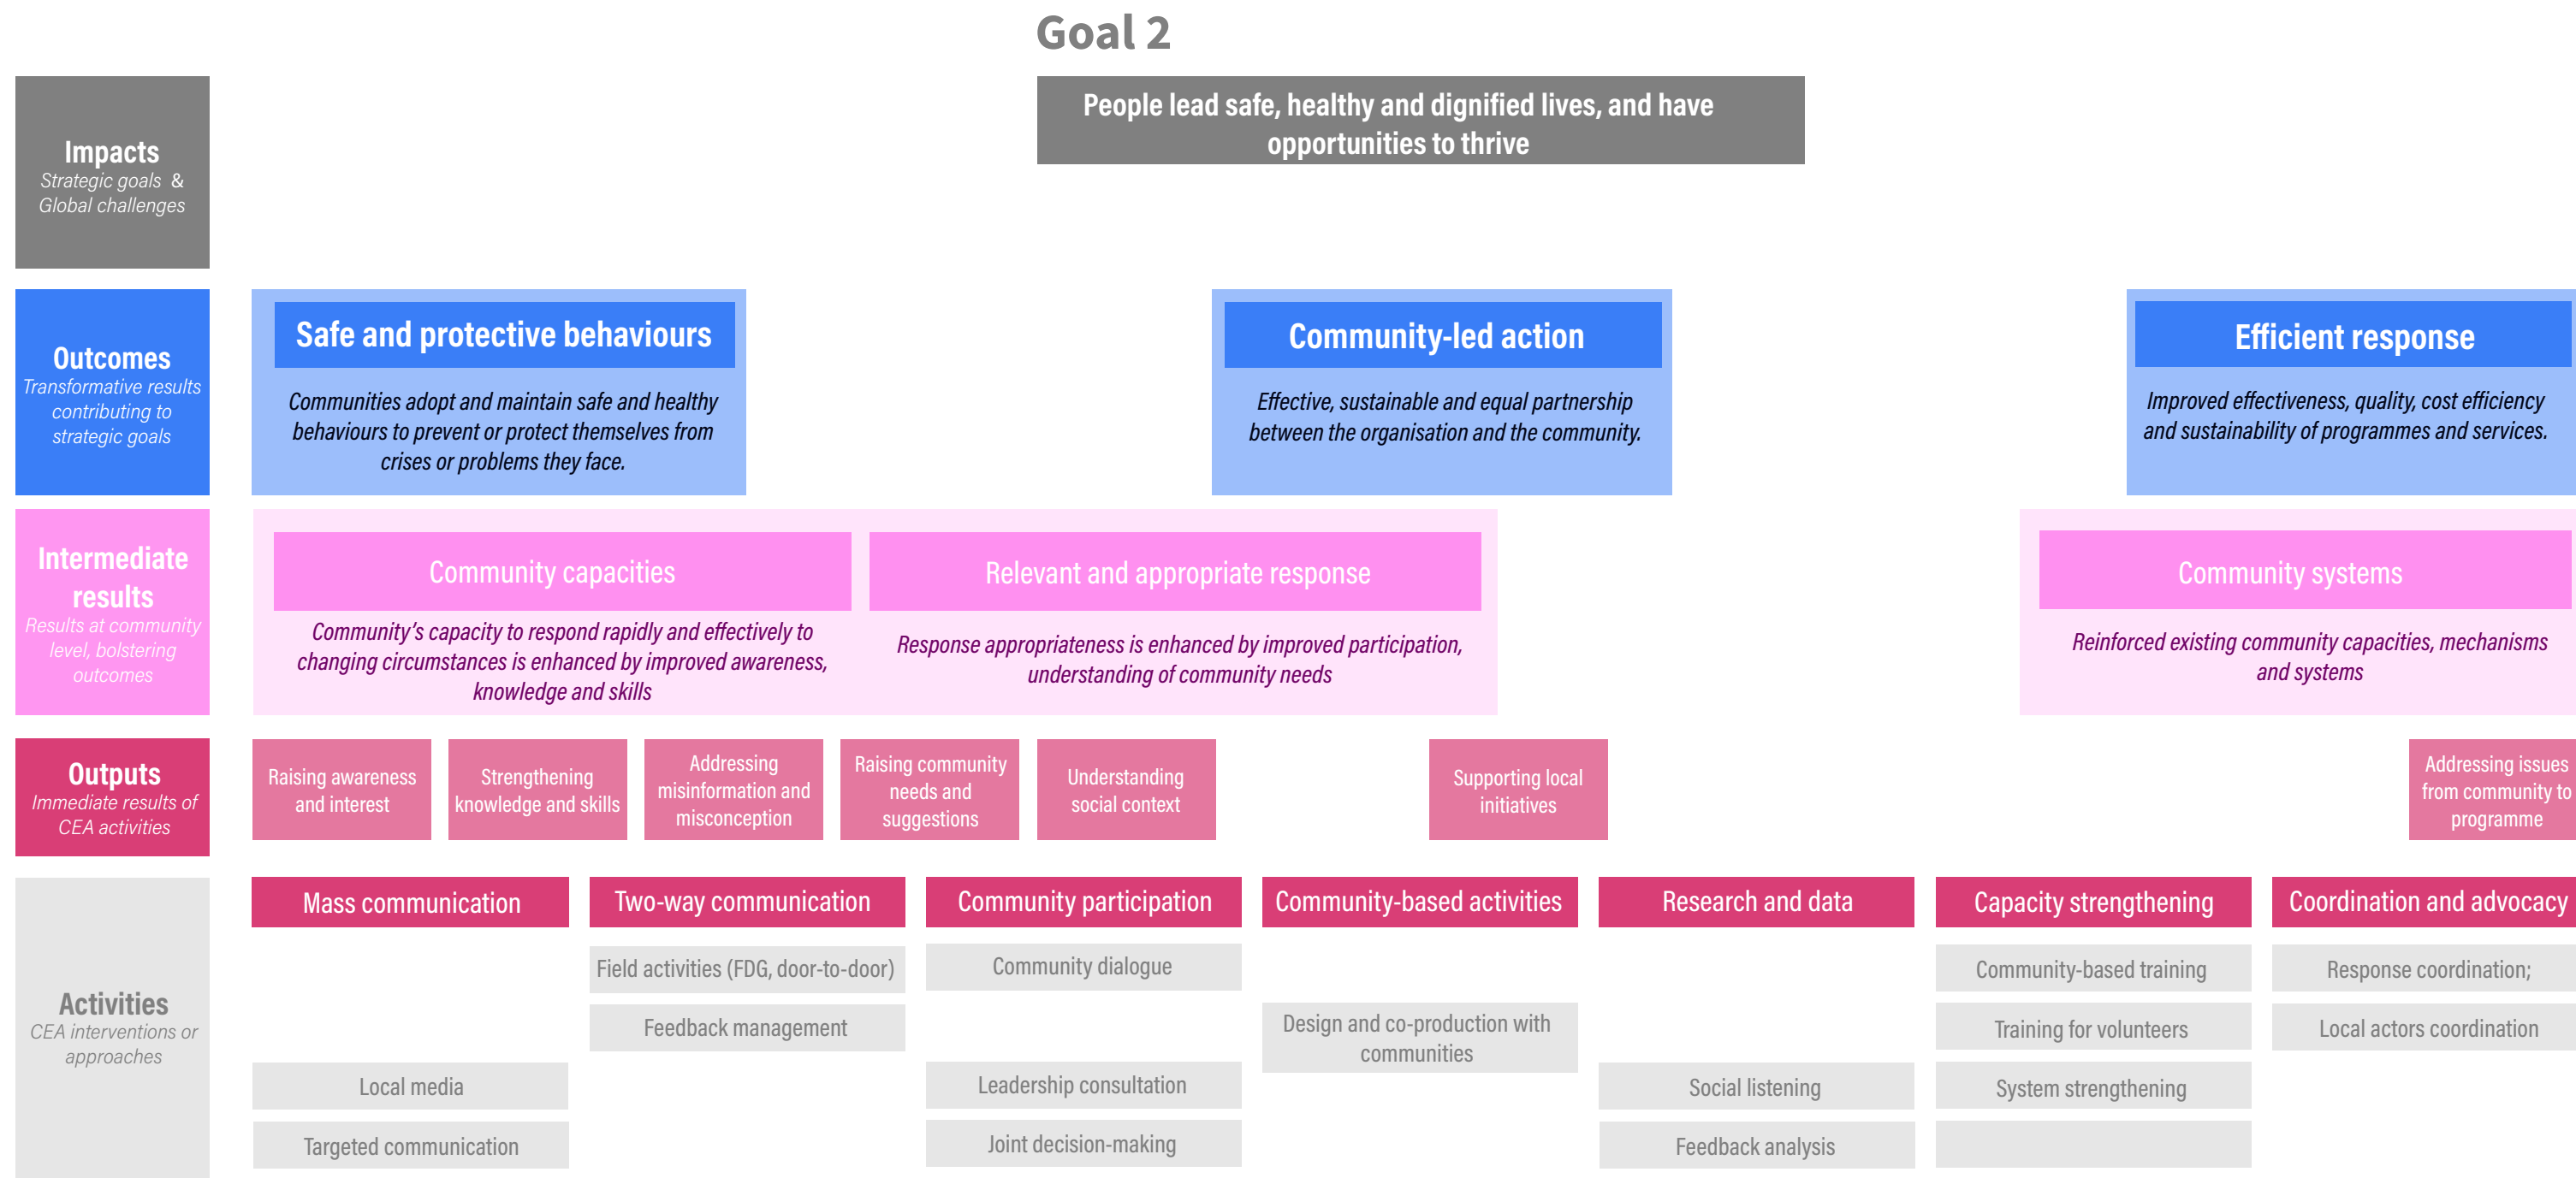 Goal 2
Impacts
Strategic goals &
Global challenges
People lead safe, healthy and dignified lives, and have
opportunities to thrive
Outcomes
Transformative results
contributing to
strategic goals
Safe and protective behaviours
Communities adopt and maintain safe and healthy
behaviours to prevent or protect themselves from
crises or problems they face.
Community-led action
Effective, sustainable and equal partnership
between the organisation and the community.
Efficient response
Improved effectiveness, quality, cost efficiency
and sustainability of programmes and services.
Intermediate
results
Results at community
level, bolstering
outcomes
Community capacities
Community's capacity to respond rapidly and effectively to
changing circumstances is enhanced by improved awareness,
knowledge and skills
Relevant and appropriate response
Response appropriateness is enhanced by improved participation,
understanding of community needs
Community systems
Reinforced existing community capacities, mechanisms
and systems
Outputs
Immediate results of
CEA activities
Raising awareness
and interest
Strengthening
knowledge and skills
Addressing
misinformation and
misconception
Raising community
needs and
suggestions
Understanding
social context
Supporting local
initiatives
Addressing issues
from community to
programme
Activities
CEA interventions or
approaches
Mass communication
Local media
Targeted communication
Two-way communication
Field activities (FDG, door-to-door)
Feedback management
Community participation
Community dialogue
Leadership consultation
Joint decision-making
Community-based activities
Design and co-production with
communities
Research and data
Social listening
Feedback analysis
Capacity strengthening
Community-based training
Training for volunteers
System strengthening
Coordination and advocacy
Response coordination;
Local actors coordination